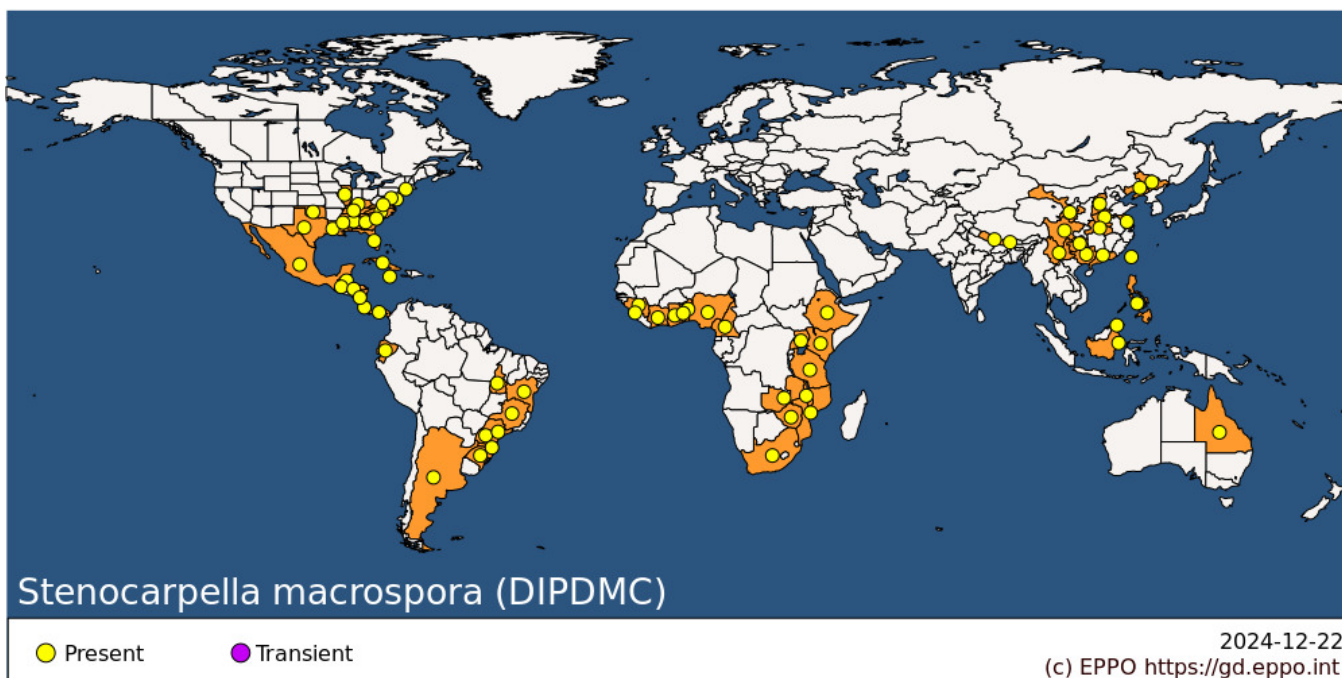 Stenocarpella macrospora (DIPDMC)
Present
Transient
2024-12-22
(c) EPPO https://gd.eppo.int